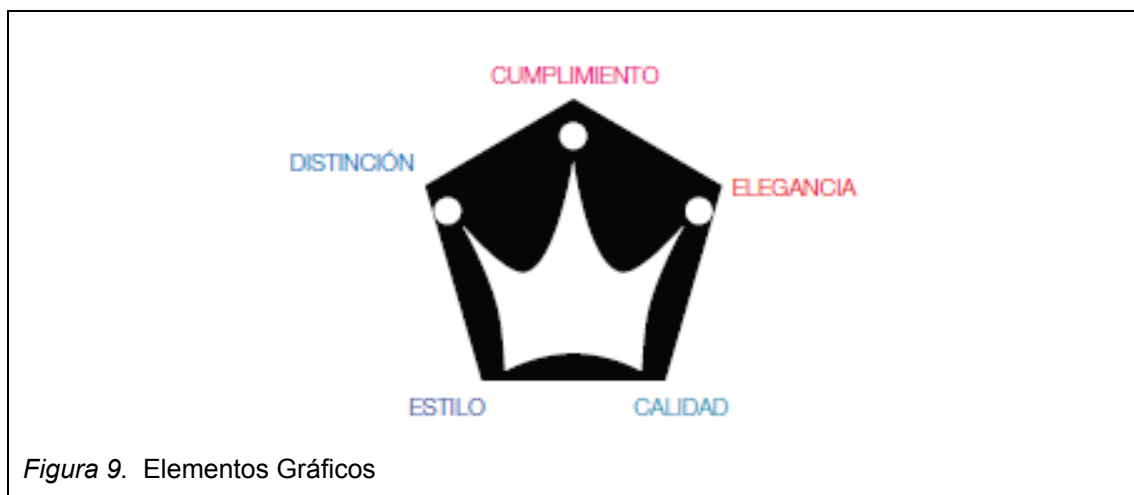 CUMPLIMIENTO
DISTINCIÓN
ELEGANCIA
ESTILO
CALIDAD
Figura 9. Elementos Gráficos